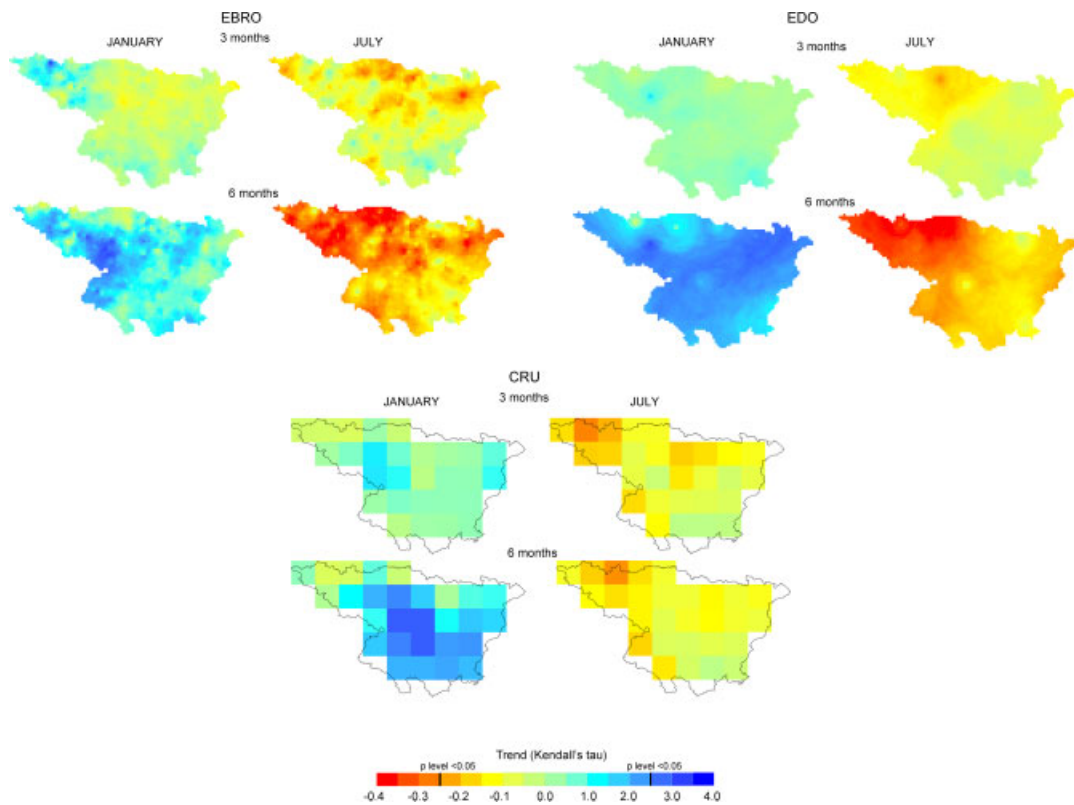 EBRO
EDO
JANUARY
3 months
JULY
JANUARY
3 months
JULY
6 months
6 months
CRU
JANUARY
3 months
JULY
6 months
Trend (Kendall's tau)
p level <0.05
p level <0.05
-0.4 -0.3 -0.2 -0.1 0.0 1.0 2.0 3.0 4.0